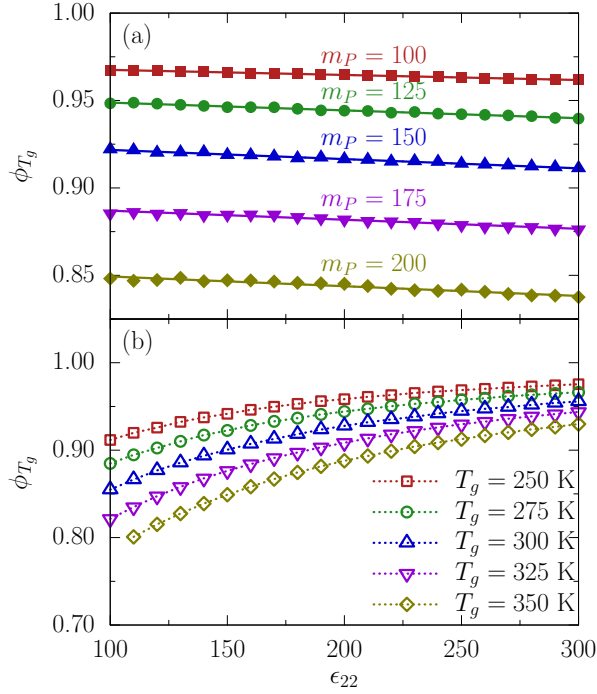 1.00
(a)
m_P = 100
0.95
m_P = 125
m_P = 150
ϕ_{T_g}
0.90
m_P = 175
m_P = 200
0.85
1.00
(b)
0.90
ϕ_{T_g}
T_g = 250 K
T_g = 275 K
0.80
T_g = 300 K
T_g = 325 K
T_g = 350 K
0.70
100 150 200 250 300
ϵ_{22}